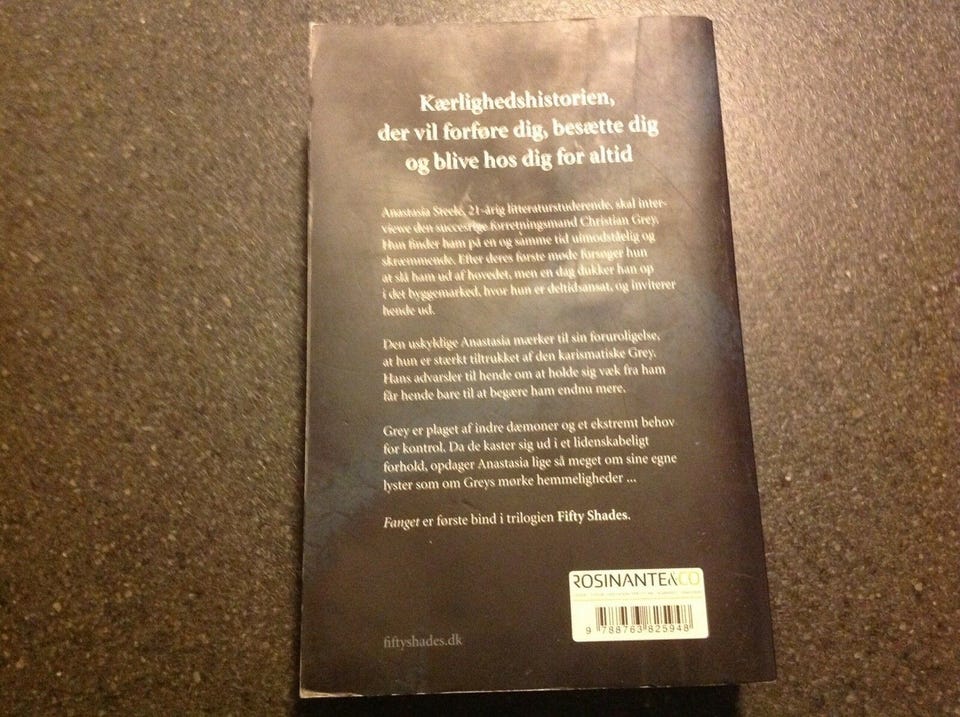 Kærlighedshistorien,
der vil forføre dig, besætte dig
og blive hos dig for altid
Anastasia Steele, 21-årig litteraturstuderende, skal inter-
viewe den succesrige forretningsmand Christian Grey.
Hun finder ham på en og samme tid uimodståelig og
skræmmende. Efter deres første møde forsøger hun
at slå ham ud af hovedet, men en dag dukker han op
i det byggemarked, hvor hun er deltidsansat, og inviterer
hende ud.
Den uskyldige Anastasia mærker til sin foruroligelse,
at hun er stærkt tiltrukket af den karismatiske Grey.
Hans advarsler til hende om at holde sig væk fra ham
får hende bare til at begære ham endnu mere.
Grey er plaget af indre dæmoner og et ekstremt behov
for kontrol. Da de kaster sig ud i et lidenskabeligt
forhold, opdager Anastasia lige så meget om sine egne
lyster som om Greys mørke hemmeligheder ...
Fanget er første bind i trilogien Fifty Shades.
ROSINANTE&CO
9 788763 825948
fiftyshades.dk